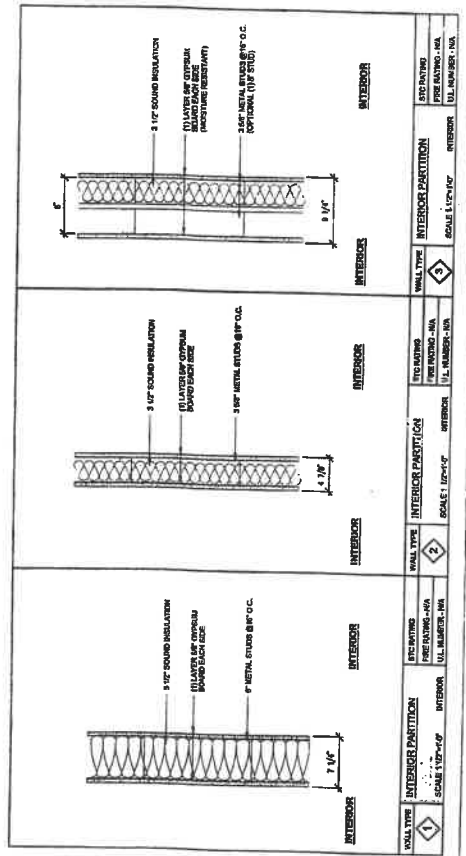 5 1/2" SOUND INSULATION
(1) LAYER 5/8" GYPSUM
BOARD EACH SIDE
6" METAL STUDS @16" O.C.
7 1/4"
INTERIOR
INTERIOR
WALL TYPE
1
INTERIOR PARTITION
SCALE 1 1/2"=1'-0"
INTERIOR
STC RATING
FIRE RATING - N/A
U.L. NUMBER - N/A
3 1/2" SOUND INSULATION
(1) LAYER 5/8" GYPSUM
BOARD EACH SIDE
3 5/8" METAL STUDS @16" O.C.
4 7/8"
INTERIOR
INTERIOR
WALL TYPE
2
INTERIOR PARTITION
SCALE 1 1/2"=1'-0"
INTERIOR
STC RATING
FIRE RATING - N/A
U.L. NUMBER - N/A
6"
3 1/2" SOUND INSULATION
(1) LAYER 5/8" GYPSUM
BOARD EACH SIDE
(MOISTURE RESISTANT)
3 5/8" METAL STUDS @16" O.C.
9 1/4"
INTERIOR
INTERIOR
WALL TYPE
3
INTERIOR PARTITION
SCALE 1 1/2"=1'-0"
INTERIOR
STC RATING
FIRE RATING - N/A
U.L. NUMBER - N/A